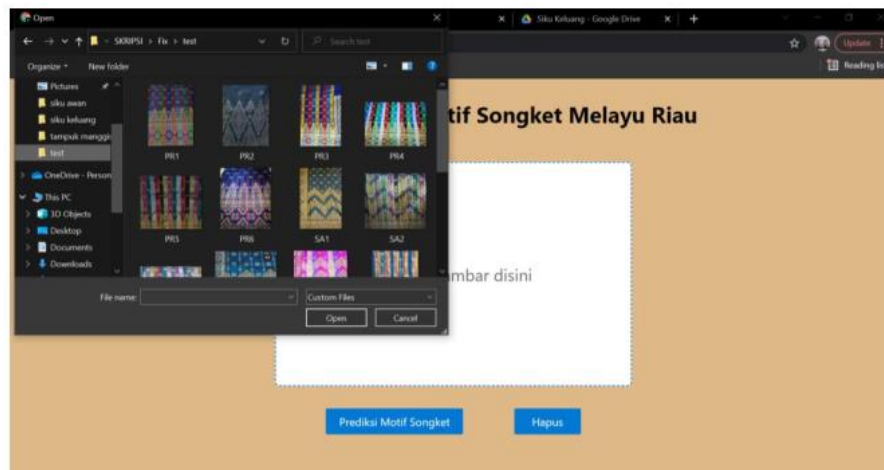 Open
Siku Keluang - Google Drive
SKRIPSI > Fix > test
Search test
Update
Organize
New folder
Reading lis
Pictures
siku awan
siku keluang
tampuk manggis
test
OneDrive - Person
This PC
3D Objects
Desktop
Documents
Downloads
PR1
PR2
PR3
PR4
PR5
PR6
SA1
SA2
File name:
Custom Files
Open
Cancel
tif Songket Melayu Riau
mbar disini
Prediksi Motif Songket
Hapus